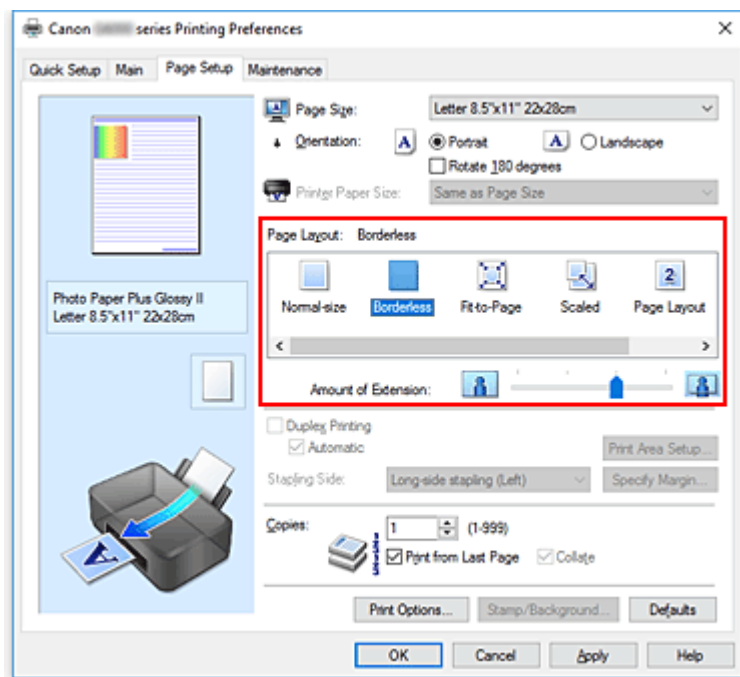 Canon series Printing Preferences
Quick Setup Main Page Setup Maintenance
Page Size: Letter 8.5"x11" 22x28cm
Orientation: A Portrait A Landscape
Rotate 180 degrees
Printer Paper Size: Same as Page Size
Page Layout: Borderless
2
Normal-size Borderless Fit-to-Page Scaled Page Layout
Photo Paper Plus Glossy II
Letter 8.5"x11" 22x28cm
Amount of Extension:
Duplex Printing
Automatic Print Area Setup...
Stapling Side: Long-side stapling (Left) Specify Margin...
Copies: 1 (1-999)
Print from Last Page Collate
A
Print Options... Stamp/Background... Defaults
OK Cancel Apply Help